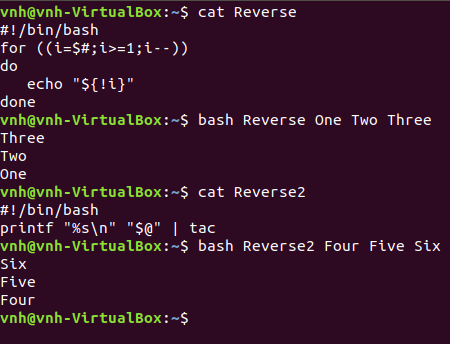 vnh@vnh-VirtualBox:~$ cat Reverse
#!/bin/bash
for ((i=$#;i>=1;i--))
do
   echo "${!i}"
done
vnh@vnh-VirtualBox:~$ bash Reverse One Two Three
Three
Two
One
vnh@vnh-VirtualBox:~$ cat Reverse2
#!/bin/bash
printf "%s\n" "$@" | tac
vnh@vnh-VirtualBox:~$ bash Reverse2 Four Five Six
Six
Five
Four
vnh@vnh-VirtualBox:~$